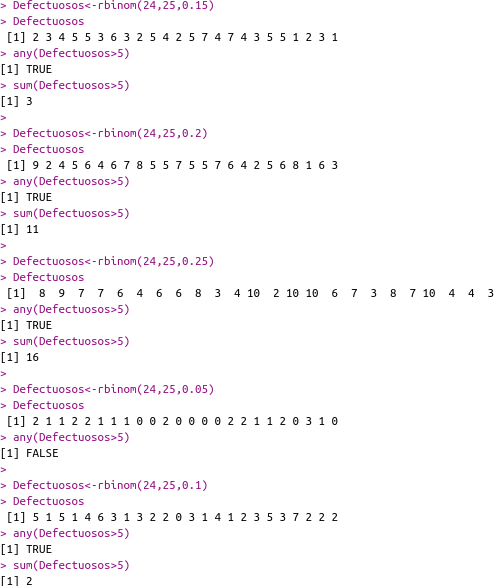 > Defectuosos<-rbinom(24,25,0.15)
> Defectuosos
[1] 2 3 4 5 5 3 6 3 2 5 4 2 5 7 4 7 4 3 5 5 1 2 3 1
> any(Defectuosos>5)
[1] TRUE
> sum(Defectuosos>5)
[1] 3
>
> Defectuosos<-rbinom(24,25,0.2)
> Defectuosos
[1] 9 2 4 5 6 4 6 7 8 5 5 7 5 5 7 6 4 2 5 6 8 1 6 3
> any(Defectuosos>5)
[1] TRUE
> sum(Defectuosos>5)
[1] 11
>
> Defectuosos<-rbinom(24,25,0.25)
> Defectuosos
[1]  8  9  7  7  6  4  6  6  8  3  4 10  2 10 10  6  7  3  8  7 10  4  4  3
> any(Defectuosos>5)
[1] TRUE
> sum(Defectuosos>5)
[1] 16
>
> Defectuosos<-rbinom(24,25,0.05)
> Defectuosos
[1] 2 1 1 2 2 1 1 1 0 0 2 0 0 0 0 2 2 1 1 2 0 3 1 0
> any(Defectuosos>5)
[1] FALSE
>
> Defectuosos<-rbinom(24,25,0.1)
> Defectuosos
[1] 5 1 5 1 4 6 3 1 3 2 2 0 3 1 4 1 2 3 5 3 7 2 2 2
> any(Defectuosos>5)
[1] TRUE
> sum(Defectuosos>5)
[1] 2